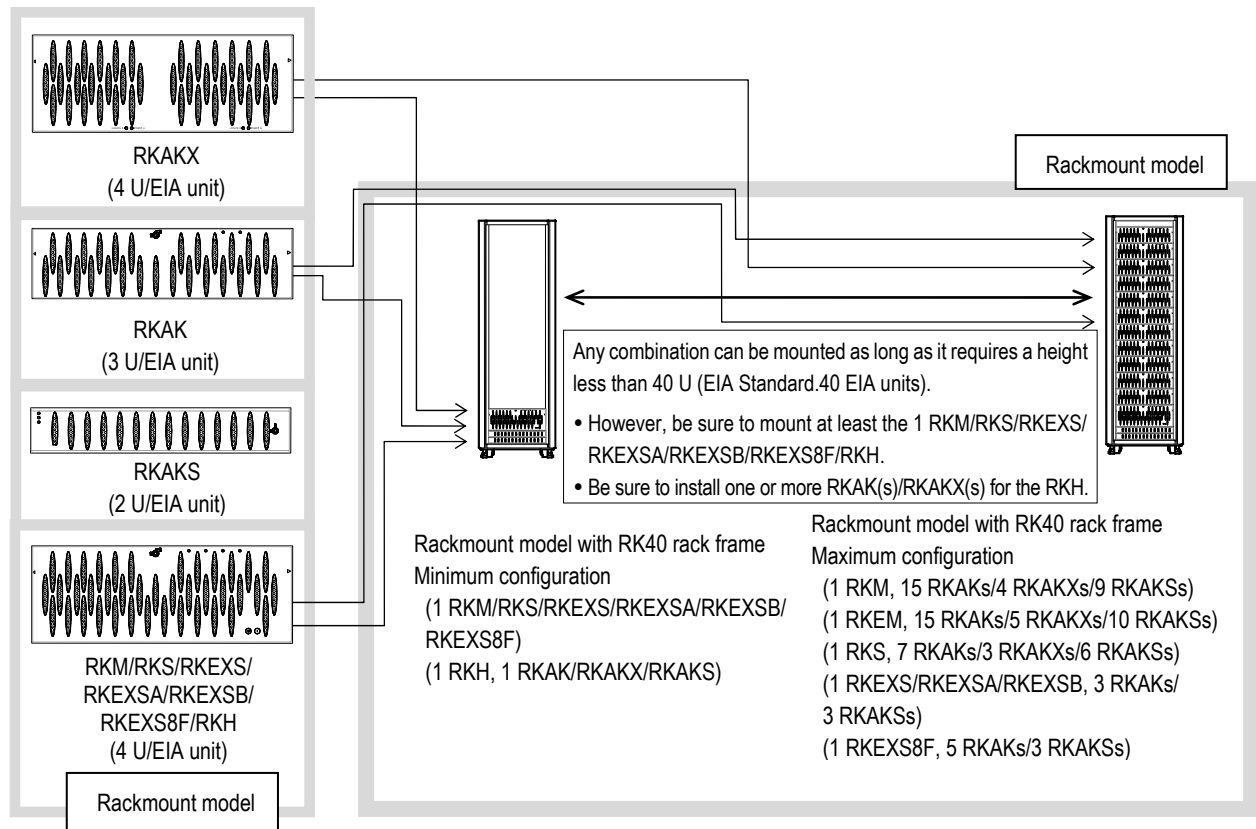 RKAKX
(4 U/EIA unit)
RKAK
(3 U/EIA unit)
RKAKS
(2 U/EIA unit)
RKM/RKS/RKEXS/
RKEXSA/RKEXSB/
RKEXS8F/RKH
(4 U/EIA unit)
Rackmount model
Rackmount model
Any combination can be mounted as long as it requires a height
less than 40 U (EIA Standard.40 EIA units).
• However, be sure to mount at least the 1 RKM/RKS/RKEXS/
RKEXSA/RKEXSB/RKEXS8F/RKH.
• Be sure to install one or more RKAK(s)/RKAKX(s) for the RKH.
Rackmount model with RK40 rack frame
Minimum configuration
(1 RKM/RKS/RKEXS/RKEXSA/RKEXSB/
RKEXS8F)
(1 RKH, 1 RKAK/RKAKX/RKAKS)
Rackmount model with RK40 rack frame
Maximum configuration
(1 RKM, 15 RKAKs/4 RKAKXs/9 RKAKSs)
(1 RKEM, 15 RKAKs/5 RKAKXs/10 RKAKSs)
(1 RKS, 7 RKAKs/3 RKAKXs/6 RKAKSs)
(1 RKEXS/RKEXSA/RKEXSB, 3 RKAKs/
3 RKAKSs)
(1 RKEXS8F, 5 RKAKs/3 RKAKSs)